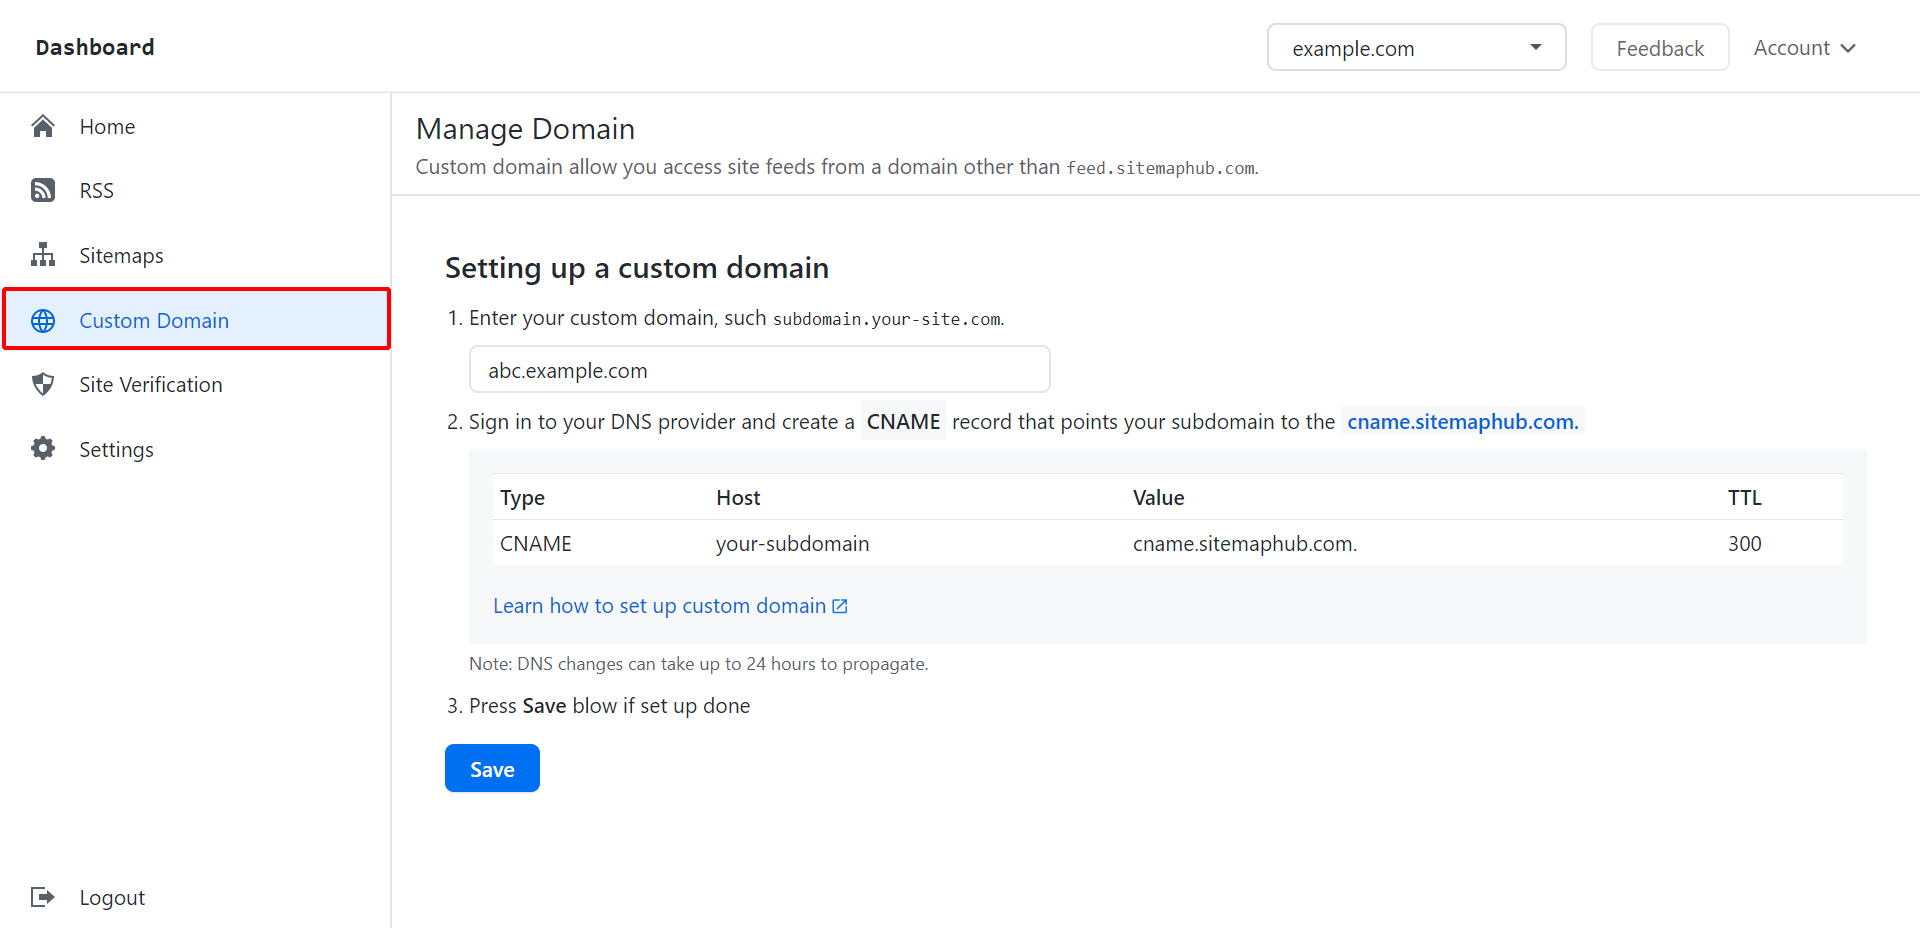 Dashboard
example.com
Feedback
Account
Home
RSS
Sitemaps
Custom Domain
Site Verification
Settings
Logout
Manage Domain
Custom domain allow you access site feeds from a domain other than feed.sitemaphub.com.
Setting up a custom domain
1. Enter your custom domain, such subdomain.your-site.com.
abc.example.com
2. Sign in to your DNS provider and create a CNAME record that points your subdomain to the cname.sitemaphub.com.
Type Host Value TTL
CNAME your-subdomain cname.sitemaphub.com. 300
Learn how to set up custom domain
Note: DNS changes can take up to 24 hours to propagate.
3. Press Save blow if set up done
Save